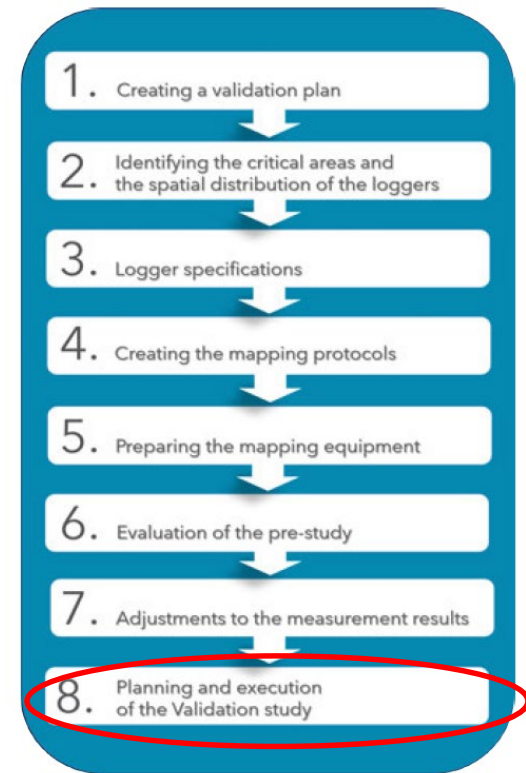 1. Creating a validation plan
2. Identifying the critical areas and
the spatial distribution of the loggers
3. Logger specifications
4. Creating the mapping protocols
5. Preparing the mapping equipment
6. Evaluation of the pre-study
7. Adjustments to the measurement results
8. Planning and execution
of the Validation study